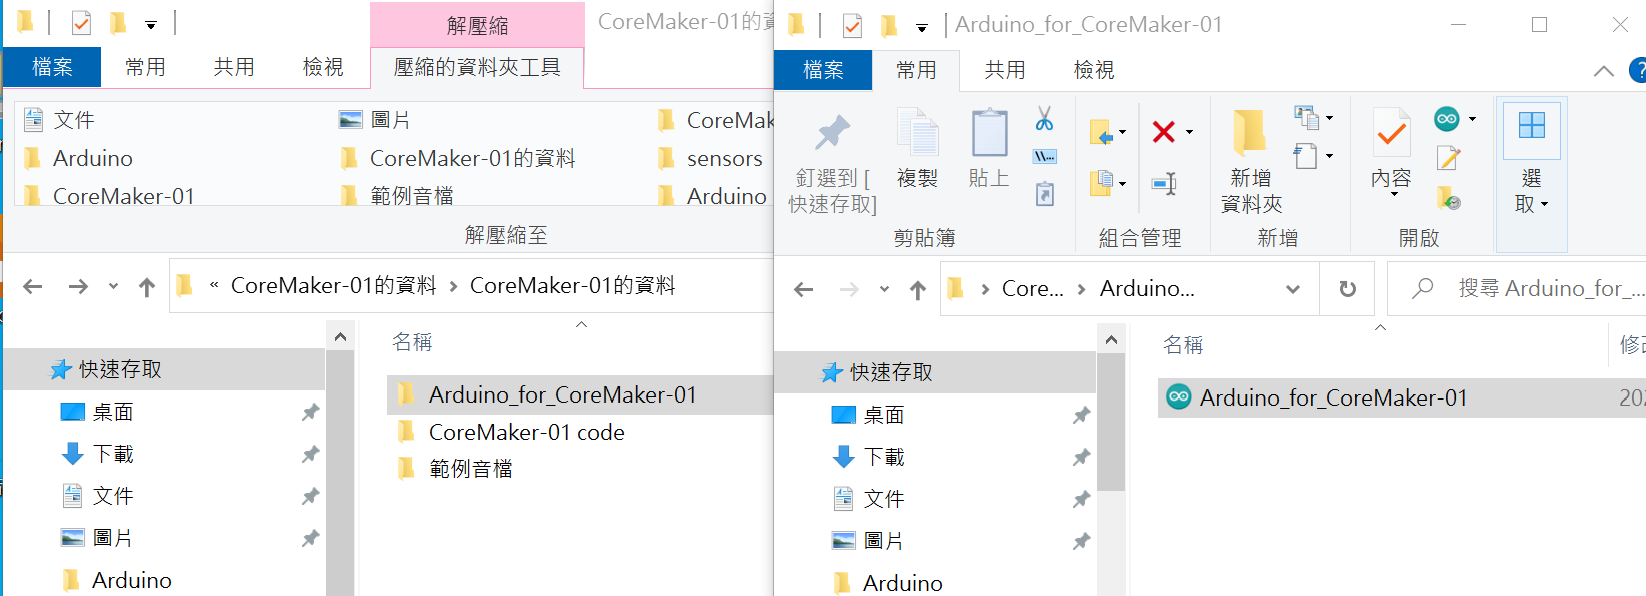 解壓縮
CoreMaker-01的
檔案
常用
共用
檢視
壓縮的資料夾工具
文件
圖片
Arduino
CoreMaker-01的資料
sensors
CoreMaker-01
範例音檔
Arduino
解壓縮至
« CoreMaker-01的資料 › CoreMaker-01的資料
名稱
快速存取
桌面
下載
文件
圖片
Arduino
Arduino_for_CoreMaker-01
CoreMaker-01 code
範例音檔
Arduino_for_CoreMaker-01
檔案
常用
共用
檢視
釘選到 [
快速存取]
複製
貼上
剪貼簿
組合管理
新增
資料夾
新增
內容
開啟
選
取
› Core... › Arduino...
搜尋 Arduino_for_...
名稱
快速存取
桌面
下載
文件
圖片
Arduino
Arduino_for_CoreMaker-01